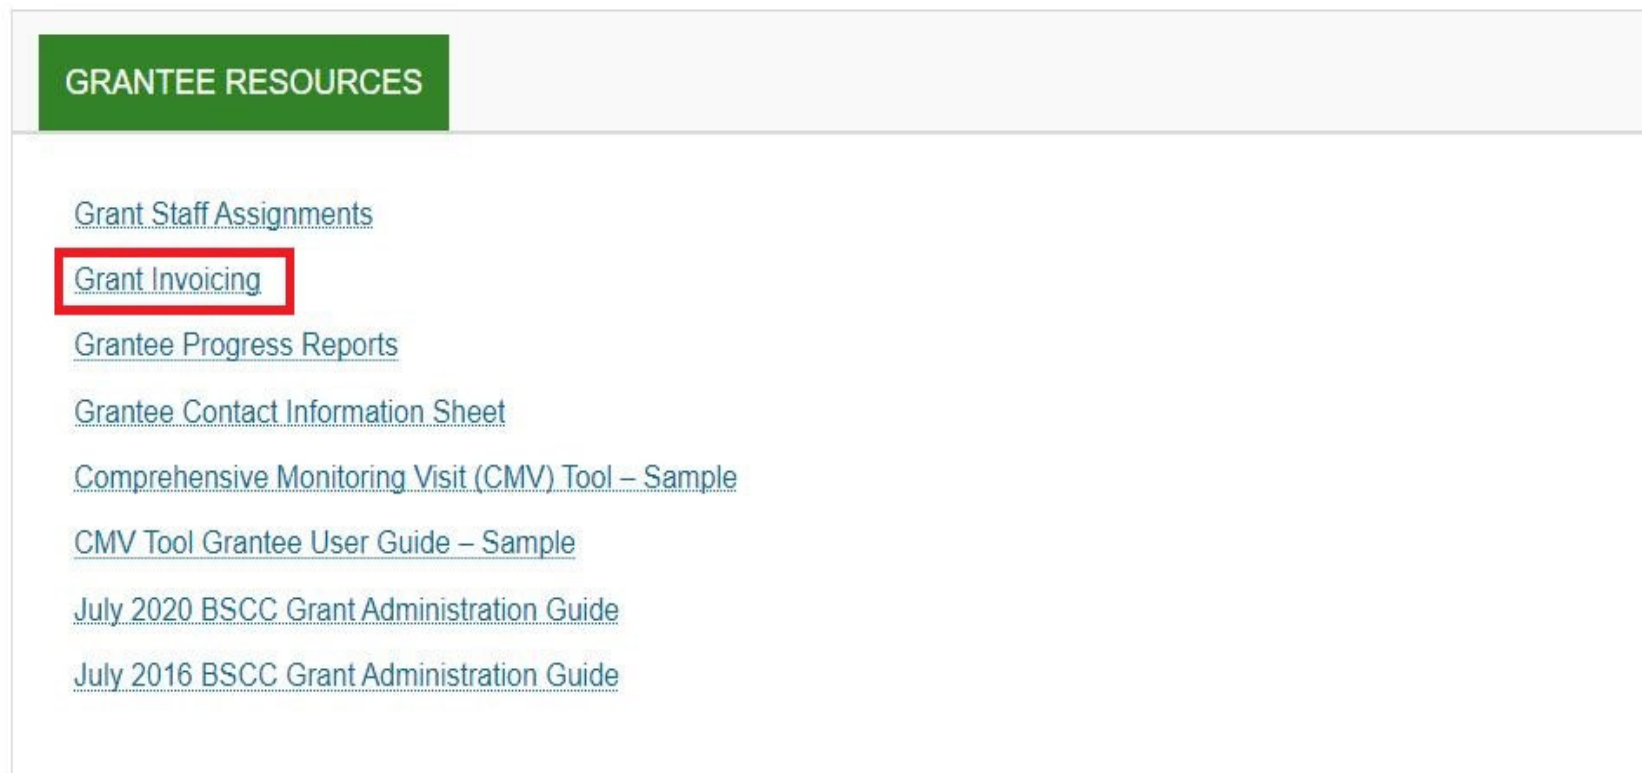 GRANTEE RESOURCES
Grant Staff Assignments
Grant Invoicing
Grantee Progress Reports
Grantee Contact Information Sheet
Comprehensive Monitoring Visit (CMV) Tool – Sample
CMV Tool Grantee User Guide – Sample
July 2020 BSCC Grant Administration Guide
July 2016 BSCC Grant Administration Guide